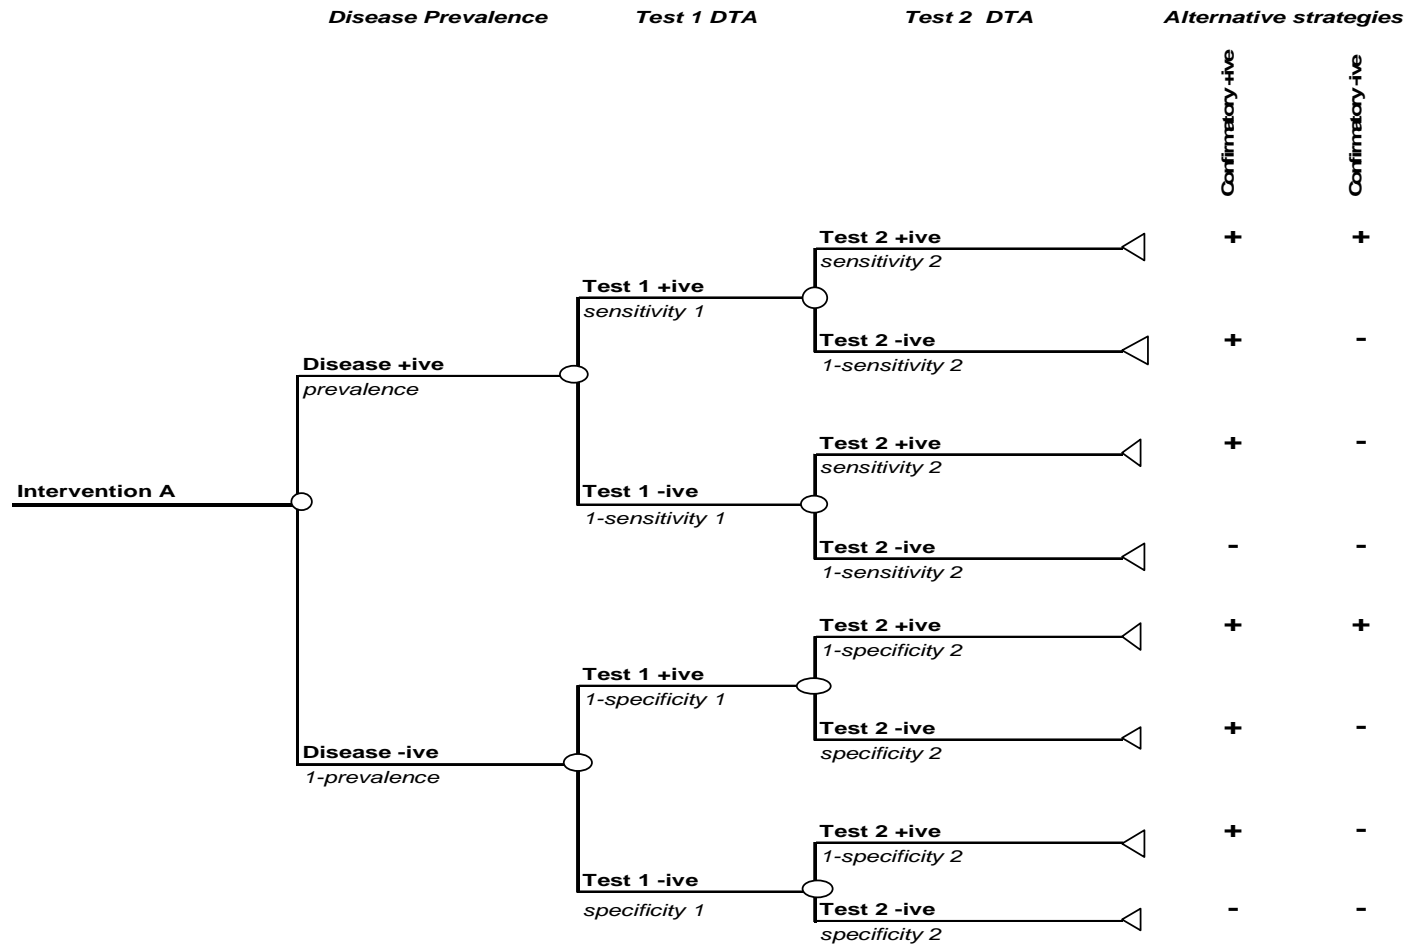 Disease Prevalence Test 1 DTA Test 2 DTA Alternative strategies
Confirmatory +ive
Confirmatory -ive
Test 2 +ive + +
sensitivity 2
Test 1 +ive
sensitivity 1
Test 2 -ive + -
1-sensitivity 2
Disease +ive
prevalence
Test 2 +ive + -
sensitivity 2
Intervention A
Test 1 -ive
1-sensitivity 1
Test 2 -ive - -
1-sensitivity 2
Test 2 +ive + +
1-specificity 2
Test 1 +ive
1-specificity 1
Test 2 -ive + -
specificity 2
Disease -ive
1-prevalence
Test 2 +ive + -
1-specificity 2
Test 1 -ive
specificity 1
Test 2 -ive - -
specificity 2